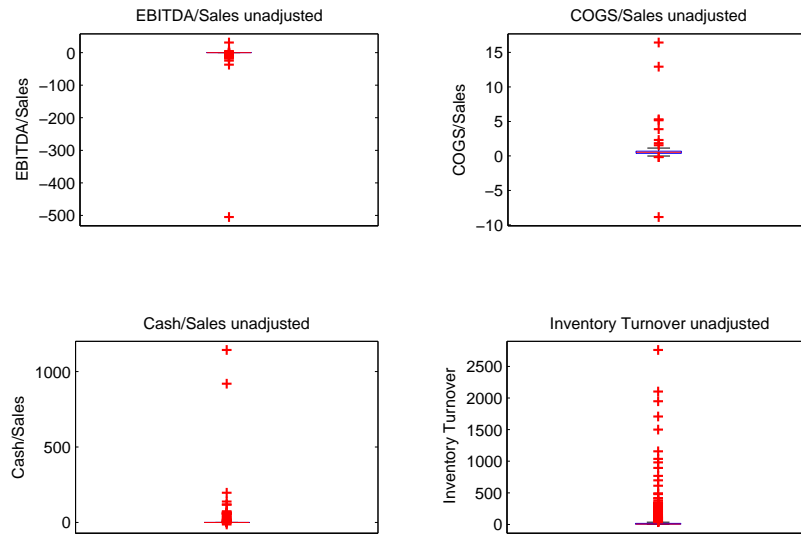 EBITDA/Sales unadjusted
0
−100
−200
−300
−400
−500
EBITDA/Sales
COGS/Sales unadjusted
15
10
5
0
−5
−10
COGS/Sales
Cash/Sales unadjusted
1000
500
0
Cash/Sales
Inventory Turnover unadjusted
2500
2000
1500
1000
500
0
Inventory Turnover